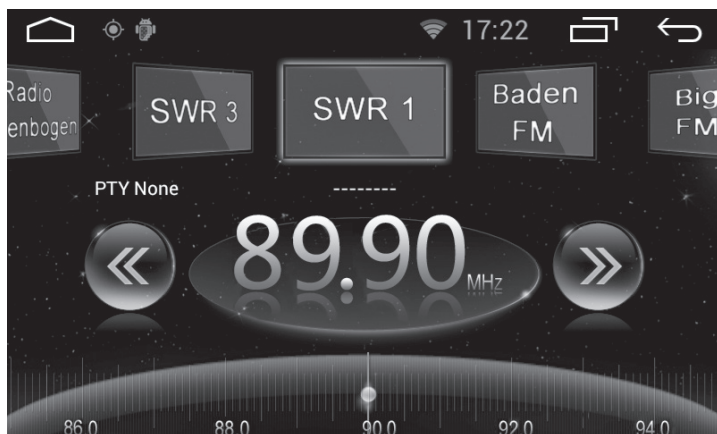 17:22
Radio
enbogen
SWR 3
SWR 1
Baden
FM
Big
FM
PTY None
--------
89.90
MHz
86.0 88.0 90.0 92.0 94.0